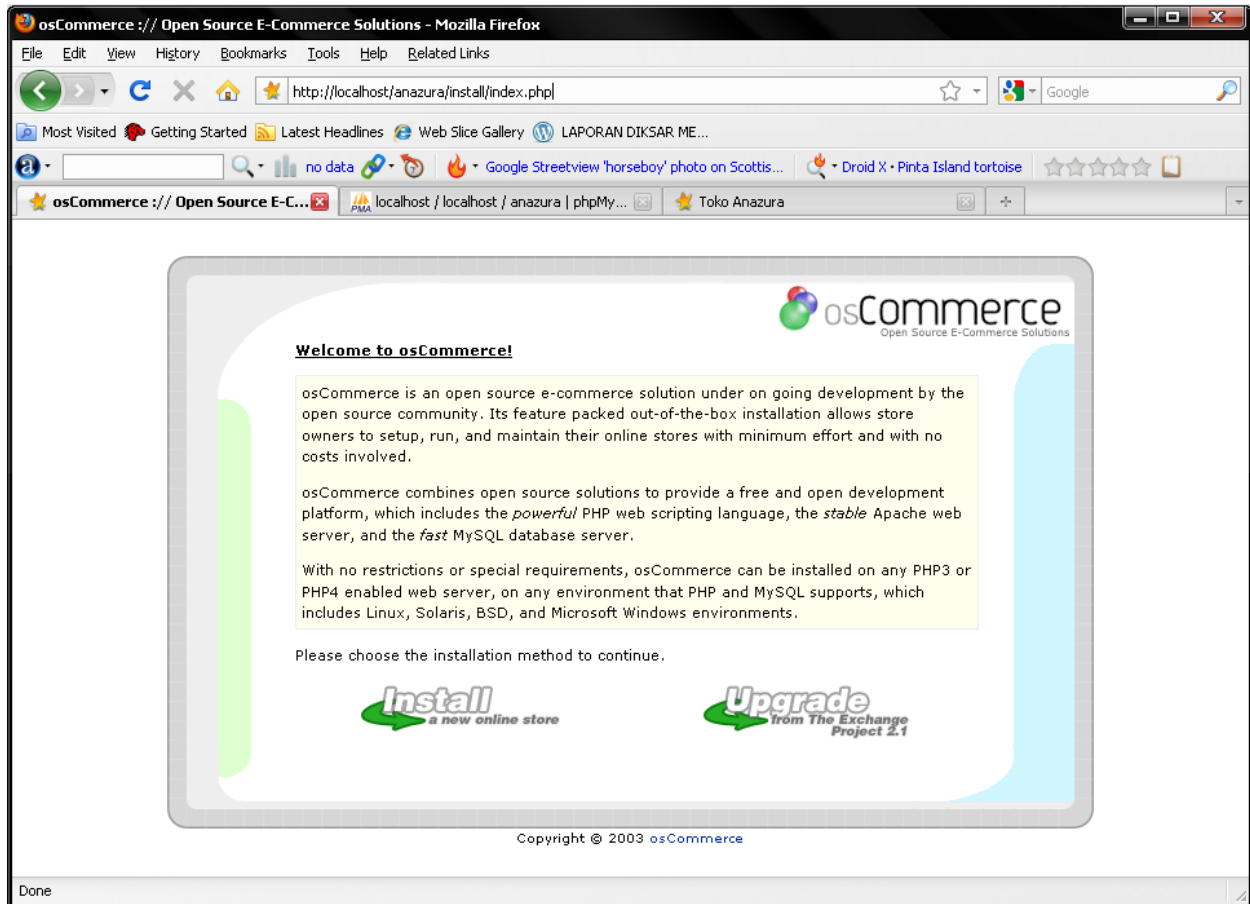 osCommerce :// Open Source E-Commerce Solutions - Mozilla Firefox
File Edit View History Bookmarks Tools Help Related Links
http://localhost/anazura/install/index.php
Google
Most Visited Getting Started Latest Headlines Web Slice Gallery LAPORAN DIKSAR ME...
a no data Google Streetview 'horseboy' photo on Scottis... Droid X • Pinta Island tortoise
osCommerce :// Open Source E-C... PMA localhost / localhost / anazura | phpMy... Toko Anazura
osCommerce
Open Source E-Commerce Solutions
Welcome to osCommerce!
osCommerce is an open source e-commerce solution under on going development by the
open source community. Its feature packed out-of-the-box installation allows store
owners to setup, run, and maintain their online stores with minimum effort and with no
costs involved.
osCommerce combines open source solutions to provide a free and open development
platform, which includes the powerful PHP web scripting language, the stable Apache web
server, and the fast MySQL database server.
With no restrictions or special requirements, osCommerce can be installed on any PHP3 or
PHP4 enabled web server, on any environment that PHP and MySQL supports, which
includes Linux, Solaris, BSD, and Microsoft Windows environments.
Please choose the installation method to continue.
Install
a new online store
Upgrade
from The Exchange
Project 2.1
Copyright © 2003 osCommerce
Done